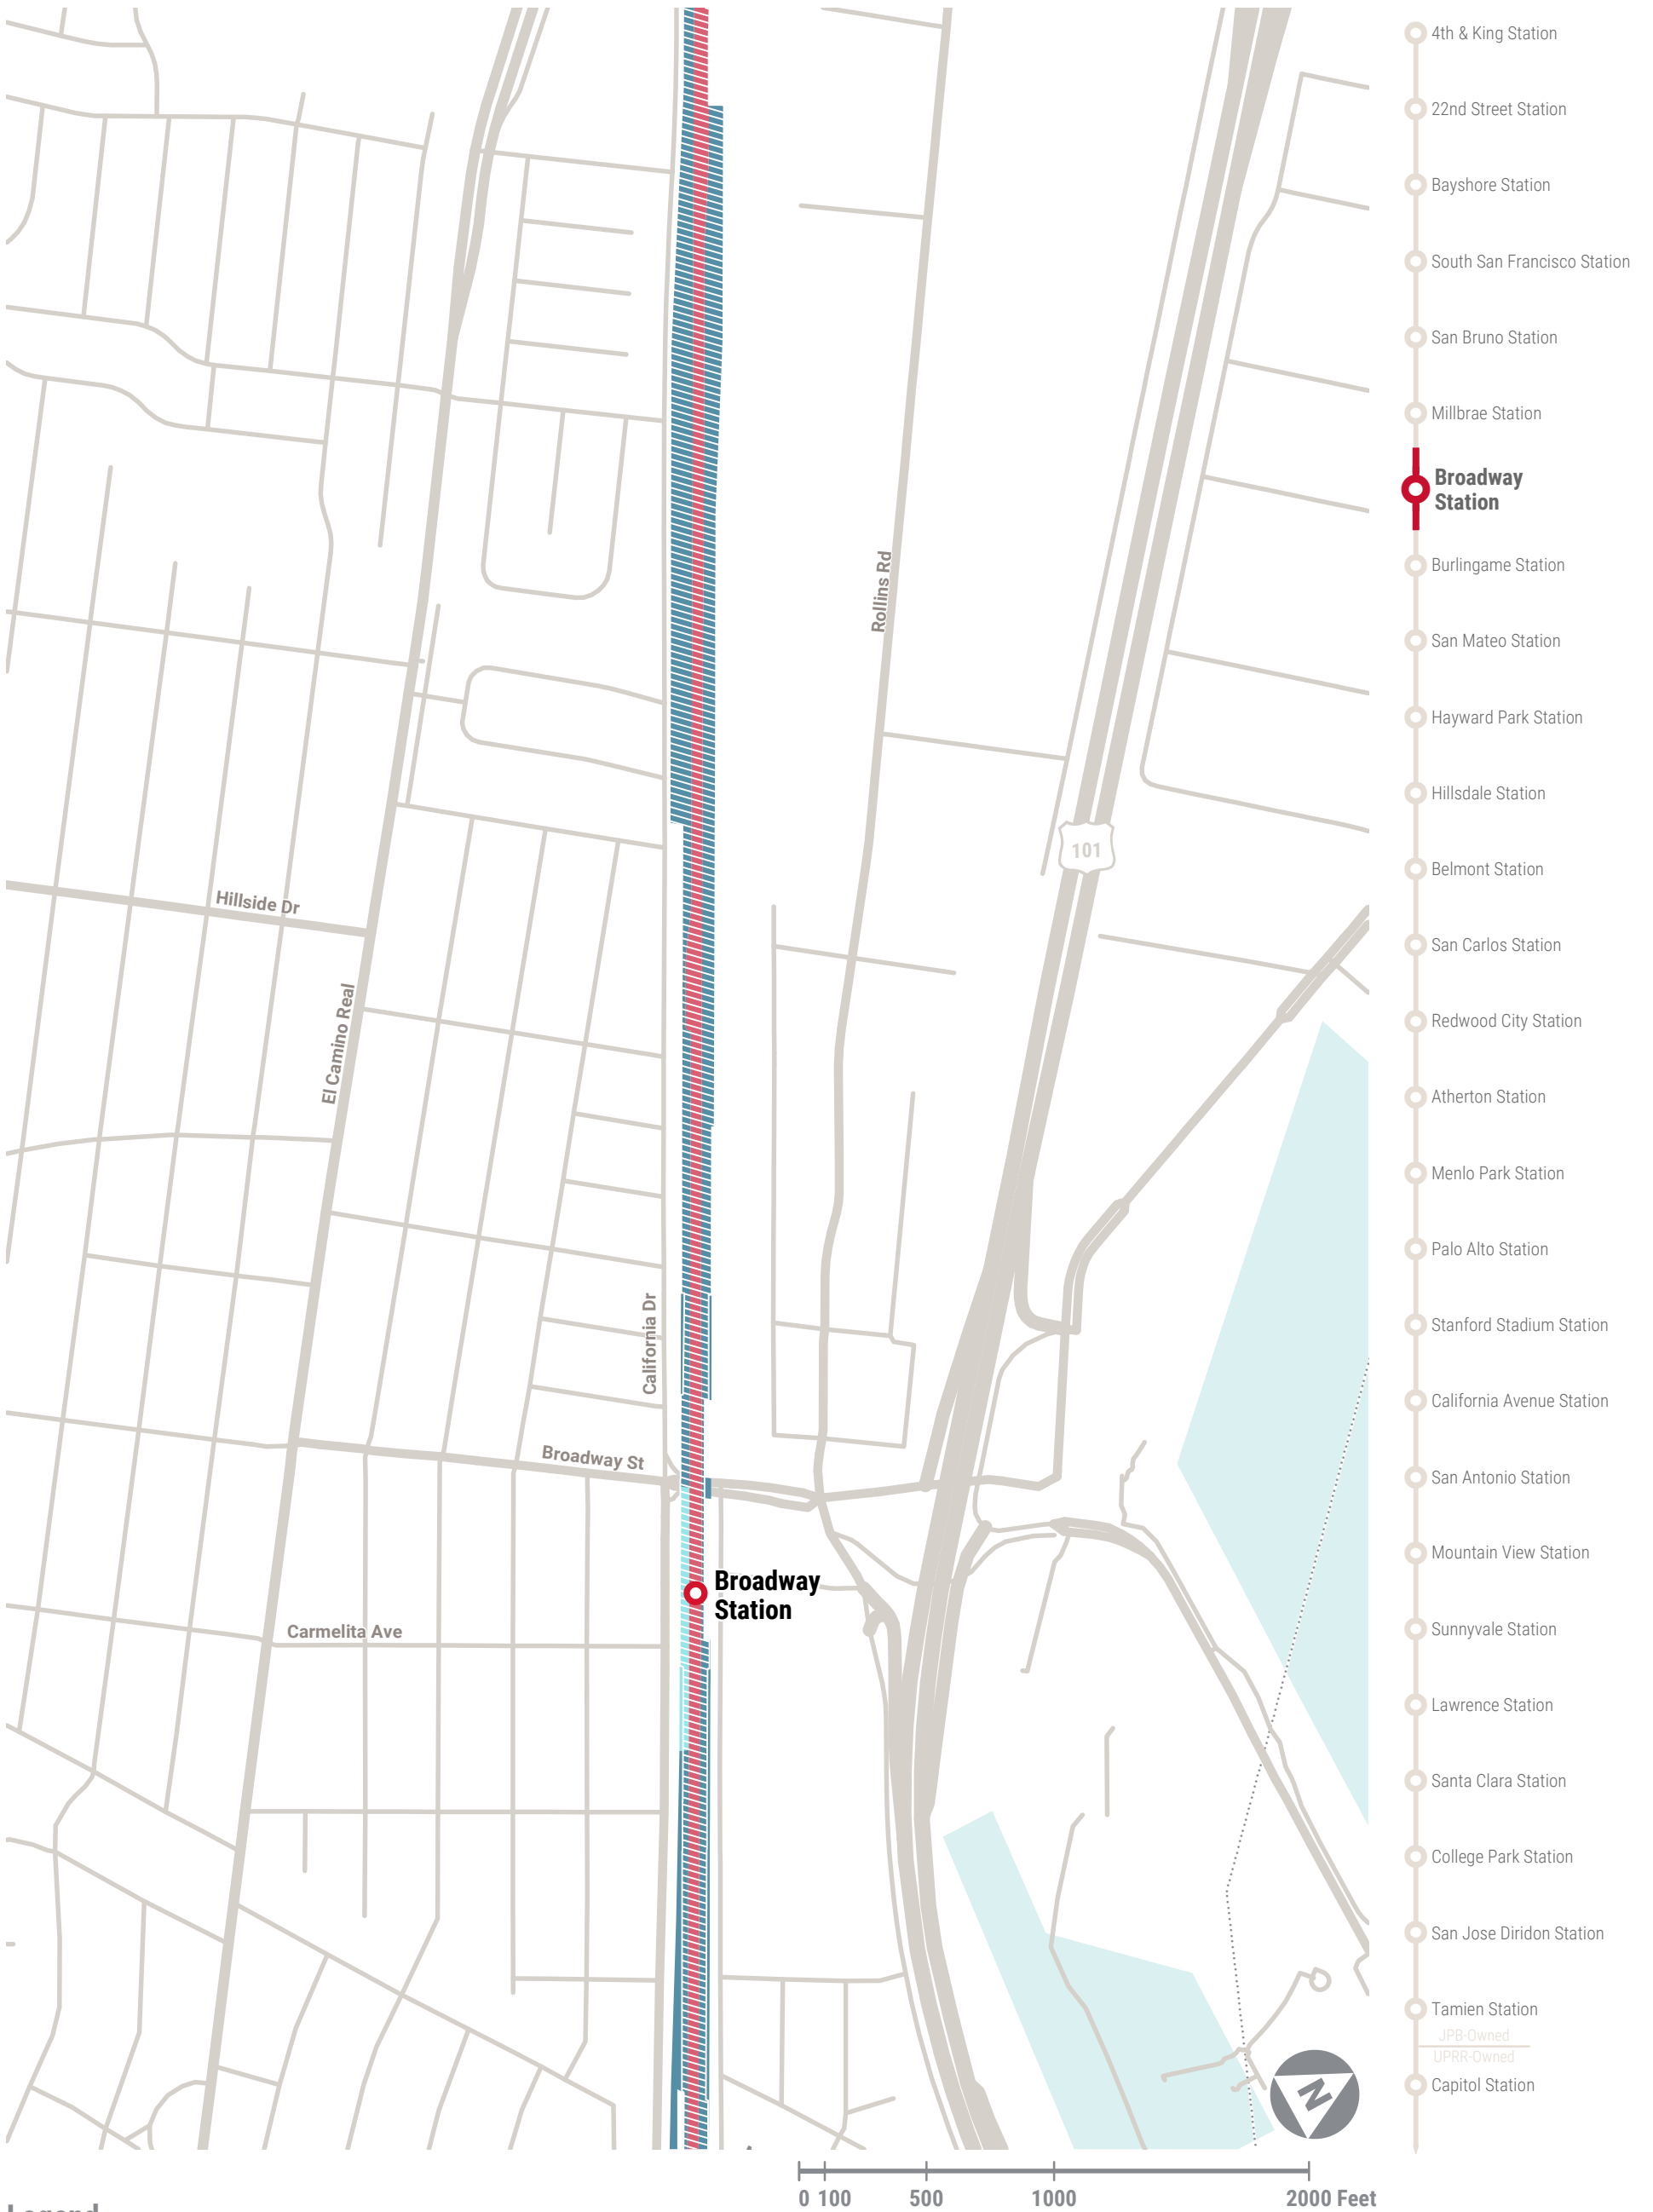 4th & King Station
22nd Street Station
Bayshore Station
South San Francisco Station
San Bruno Station
Millbrae Station
Broadway
Station
Burlingame Station
San Mateo Station
Hayward Park Station
Hillsdale Station
Belmont Station
San Carlos Station
Redwood City Station
Atherton Station
Menlo Park Station
Palo Alto Station
Stanford Stadium Station
California Avenue Station
San Antonio Station
Mountain View Station
Sunnyvale Station
Lawrence Station
Santa Clara Station
College Park Station
San Jose Diridon Station
Tamien Station
JPB-Owned
UPRR-Owned
Capitol Station
Rollins Rd
101
Hillside Dr
El Camino Real
California Dr
Broadway St
Broadway
Station
Carmelita Ave
N
0 100 500 1000 2000 Feet